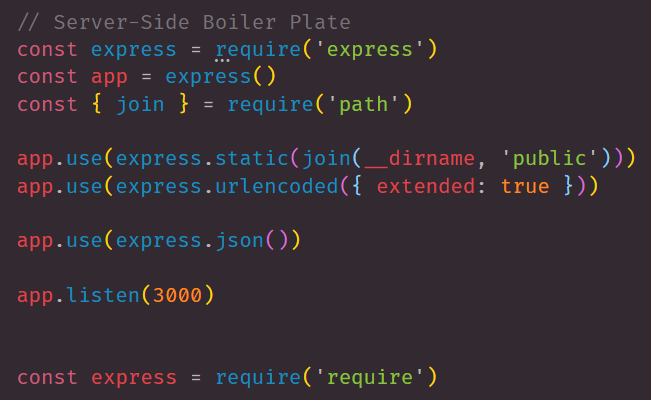 // Server-Side Boiler Plate
const express = require('express')
const app = express()
const { join } = require('path')
app.use(express.static(join(__dirname, 'public')))
app.use(express.urlencoded({ extended: true }))
app.use(express.json())
app.listen(3000)
const express = require('require')